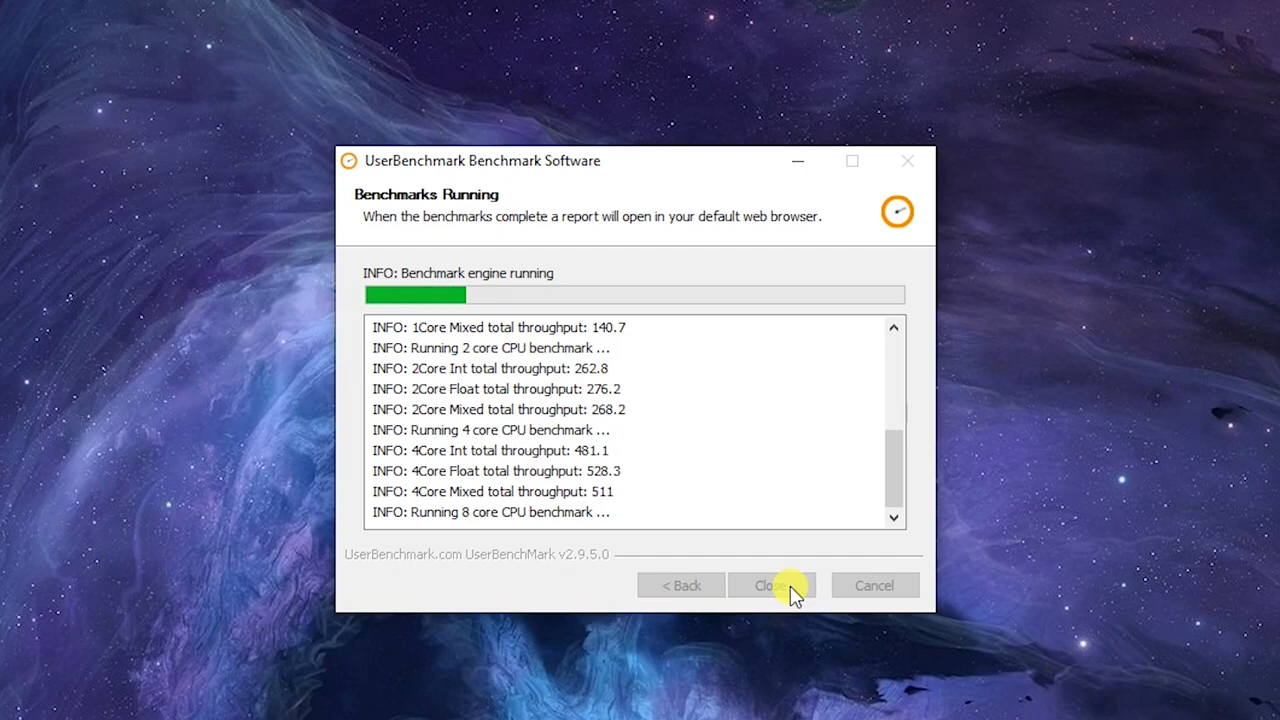 UserBenchmark Benchmark Software
Benchmarks Running
When the benchmarks complete a report will open in your default web browser.
INFO: Benchmark engine running
INFO: 1Core Mixed total throughput: 140.7
INFO: Running 2 core CPU benchmark ...
INFO: 2Core Int total throughput: 262.8
INFO: 2Core Float total throughput: 276.2
INFO: 2Core Mixed total throughput: 268.2
INFO: Running 4 core CPU benchmark ...
INFO: 4Core Int total throughput: 481.1
INFO: 4Core Float total throughput: 528.3
INFO: 4Core Mixed total throughput: 511
INFO: Running 8 core CPU benchmark ...
UserBenchmark.com UserBenchMark v2.9.5.0
< Back Close Cancel